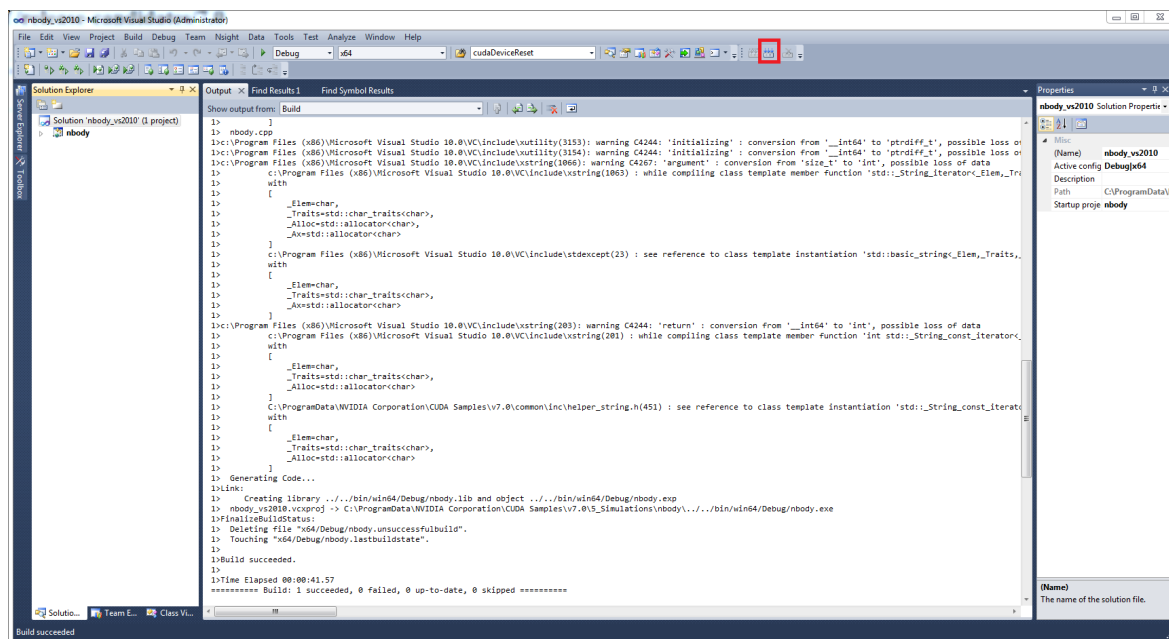 nbody_vs2010 - Microsoft Visual Studio (Administrator)
File Edit View Project Build Debug Team Nsight Data Tools Test Analyze Window Help
Debug x64 cudaDeviceReset
Solution Explorer
Output Find Results 1 Find Symbol Results
Properties
Server Explorer
Toolbox
Solution 'nbody_vs2010' (1 project)
nbody
Show output from: Build
1> ]
1> nbody.cpp
1>c:\Program Files (x86)\Microsoft Visual Studio 10.0\VC\include\xutility(3153): warning C4244: 'initializing' : conversion from '__int64' to 'ptrdiff_t', possible loss
1>c:\Program Files (x86)\Microsoft Visual Studio 10.0\VC\include\xutility(3154): warning C4244: 'initializing' : conversion from '__int64' to 'ptrdiff_t', possible loss
1>c:\Program Files (x86)\Microsoft Visual Studio 10.0\VC\include\xstring(1066): warning C4267: 'argument' : conversion from 'size_t' to 'int', possible loss of data
1> c:\Program Files (x86)\Microsoft Visual Studio 10.0\VC\include\xstring(1063) : while compiling class template member function 'std::_String_iterator<_Elem,_Tra
1> with
1> [
1> _Elem=char,
1> _Traits=std::char_traits<char>,
1> _Alloc=std::allocator<char>
1> _Ax=std::allocator<char>
1> ]
1> c:\Program Files (x86)\Microsoft Visual Studio 10.0\VC\include\stdexcept(23) : see reference to class template instantiation 'std::basic_string<_Elem,_Traits,_
1> with
1> [
1> _Elem=char,
1> _Traits=std::char_traits<char>,
1> _Ax=std::allocator<char>
1> ]
1>c:\Program Files (x86)\Microsoft Visual Studio 10.0\VC\include\xstring(203): warning C4244: 'return' : conversion from '__int64' to 'int', possible loss of data
1> c:\Program Files (x86)\Microsoft Visual Studio 10.0\VC\include\xstring(201) : while compiling class template member function 'int std::_String_const_iterator<_
1> with
1> [
1> _Elem=char,
1> _Traits=std::char_traits<char>,
1> _Alloc=std::allocator<char>
1> ]
1> C:\ProgramData\NVIDIA Corporation\CUDA Samples\v7.0\common\inc\helper_string.h(451) : see reference to class template instantiation 'std::_String_const_iterato
1> with
1> [
1> _Elem=char,
1> _Traits=std::char_traits<char>,
1> _Alloc=std::allocator<char>
1> ]
1> Generating Code...
1>Link:
1> Creating library ../../bin/win64/Debug/nbody.lib and object ../../bin/win64/Debug/nbody.exp
1> nbody_vs2010.vcxproj -> C:\ProgramData\NVIDIA Corporation\CUDA Samples\v7.0\5_Simulations\nbody\../../bin/win64/Debug/nbody.exe
1>FinalizeBuildStatus:
1> Deleting file "x64/Debug/nbody.unsuccessfulbuild".
1> Touching "x64/Debug/nbody.lastbuildstate".
1>
1>Build succeeded.
1>
1>Time Elapsed 00:00:41.57
========== Build: 1 succeeded, 0 failed, 0 up-to-date, 0 skipped ==========
nbody_vs2010 Solution Propertie
Misc
(Name) nbody_vs2010
Active config Debug|x64
Description
Path C:\ProgramData\
Startup proje nbody
(Name)
The name of the solution file.
Solutio... Team E... Class Vi...
Build succeeded